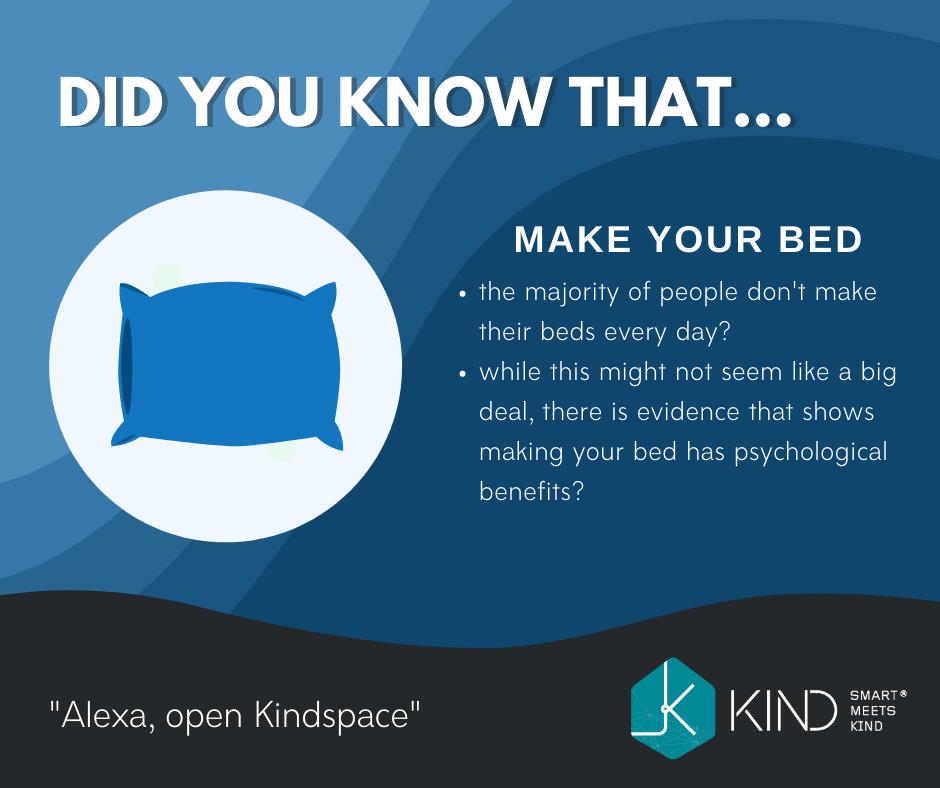 DID YOU KNOW THAT...
MAKE YOUR BED
• the majority of people don't make
their beds every day?
• while this might not seem like a big
deal, there is evidence that shows
making your bed has psychological
benefits?
"Alexa, open Kindspace"
K
KIND
SMART®
MEETS
KIND